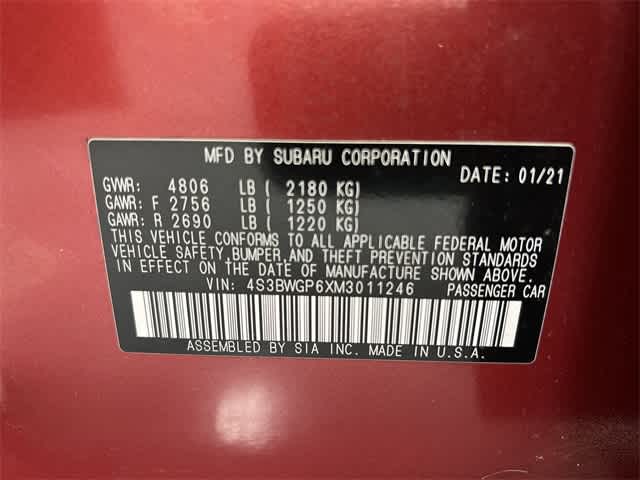 MFD BY SUBARU CORPORATION
DATE: 01/21
GVWR: 4806 LB ( 2180 KG)
GAWR: F 2756 LB ( 1250 KG)
GAWR: R 2690 LB ( 1220 KG)
THIS VEHICLE CONFORMS TO ALL APPLICABLE FEDERAL MOTOR
VEHICLE SAFETY, BUMPER, AND THEFT PREVENTION STANDARDS
IN EFFECT ON THE DATE OF MANUFACTURE SHOWN ABOVE.
VIN: 4S3BWGP6XM3011246 PASSENGER CAR
ASSEMBLED BY SIA INC. MADE IN U.S.A.